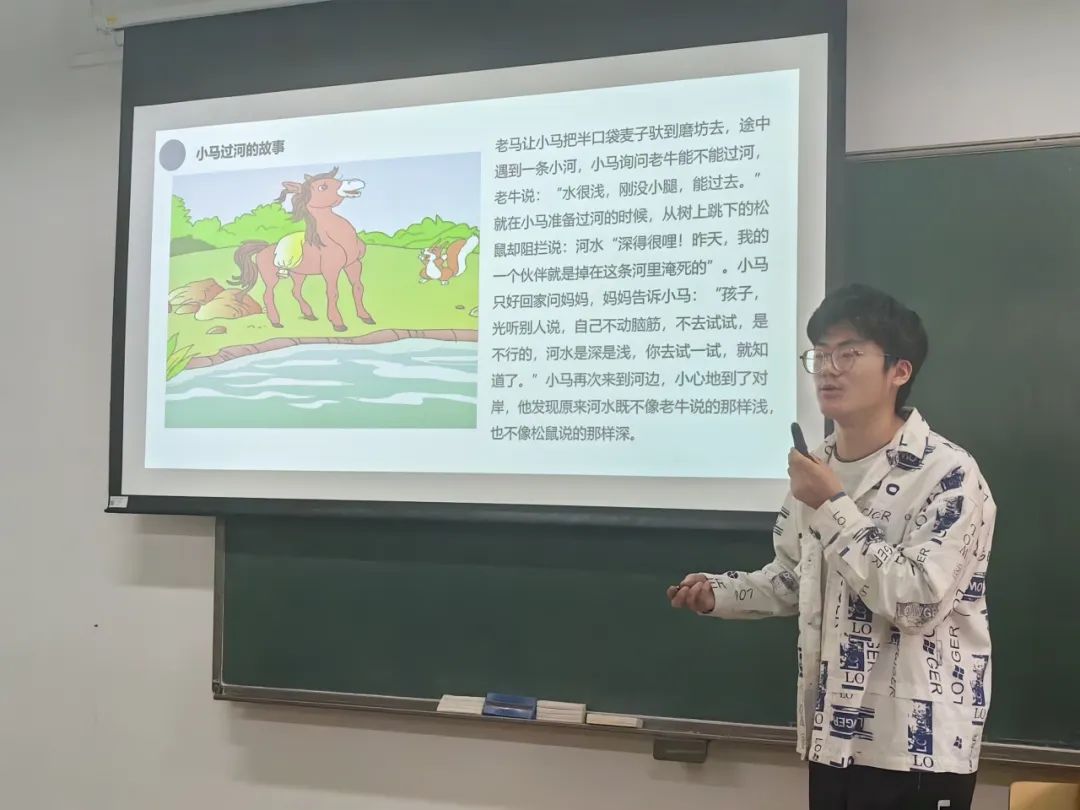 小马过河的故事
老马让小马把半口袋麦子驮到磨坊去，途中
遇到一条小河，小马询问老牛能不能过河，
老牛说：“水很浅，刚没小腿，能过去。”
就在小马准备过河的时候，从树上跳下的松
鼠却阻拦说：河水“深得很哩！昨天，我的
一个伙伴就是掉在这条河里淹死的”。小马
只好回家问妈妈，妈妈告诉小马：“孩子，
光听别人说，自己不动脑筋，不去试试，是
不行的，河水是深是浅，你去试一试，就知
道了。”小马再次来到河边，小心地到了对
岸，他发现原来河水既不像老牛说的那样浅，
也不像松鼠说的那样深。
LONGER
LO
LO